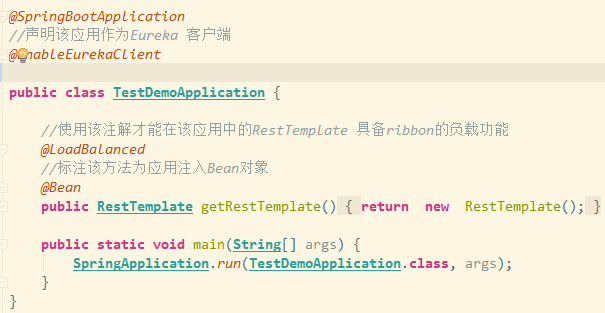 @SpringBootApplication
//声明该应用作为Eureka 客户端
@EnableEurekaClient
public class TestDemoApplication {
//使用该注解才能在该应用中的RestTemplate 具备ribbon的负载功能
@LoadBalanced
//标注该方法为应用注入Bean对象
@Bean
public RestTemplate getRestTemplate() { return new RestTemplate(); }
public static void main(String[] args) {
SpringApplication.run(TestDemoApplication.class, args);
}
}